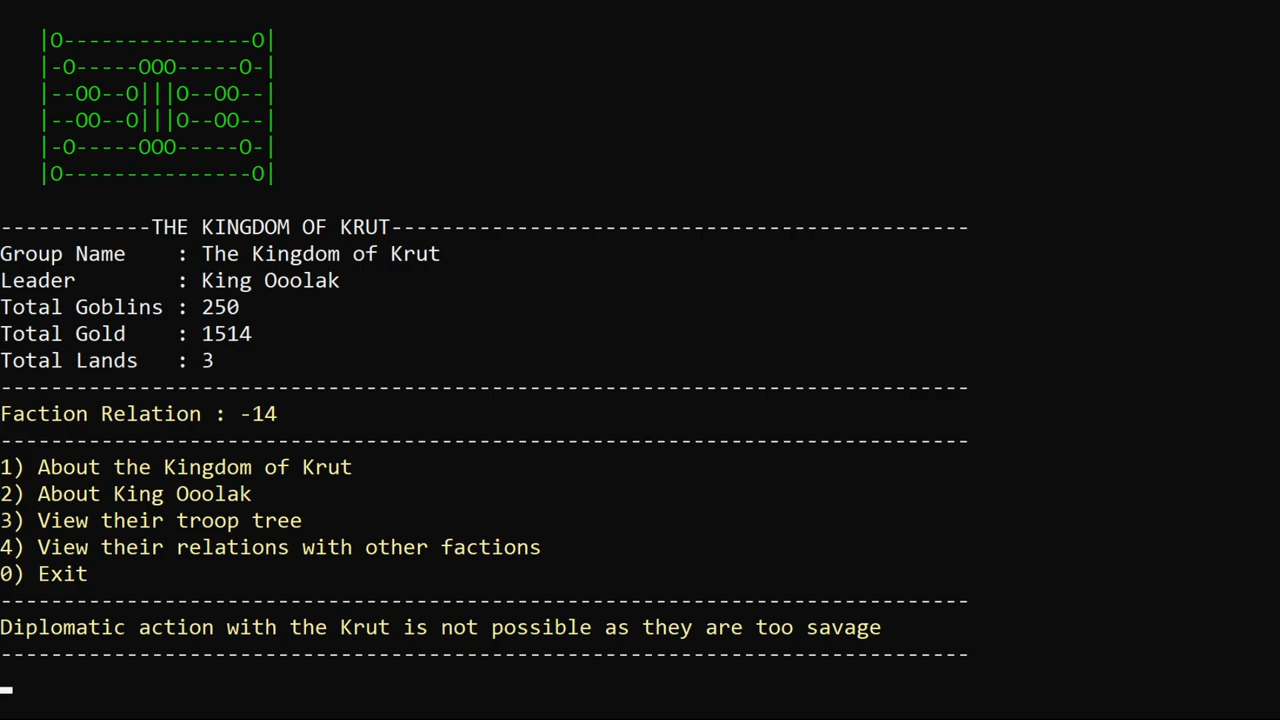 |O---------------O|
|-O-----OOO-----O-|
|--OO--O|||O--OO--|
|--OO--O|||O--OO--|
|-O-----OOO-----O-|
|O---------------O|
------------THE KINGDOM OF KRUT----------------------------------------------
Group Name    : The Kingdom of Krut
Leader        : King Ooolak
Total Goblins : 250
Total Gold    : 1514
Total Lands   : 3
-----------------------------------------------------------------------------
Faction Relation : -14
-----------------------------------------------------------------------------
1) About the Kingdom of Krut
2) About King Ooolak
3) View their troop tree
4) View their relations with other factions
0) Exit
-----------------------------------------------------------------------------
Diplomatic action with the Krut is not possible as they are too savage
-----------------------------------------------------------------------------